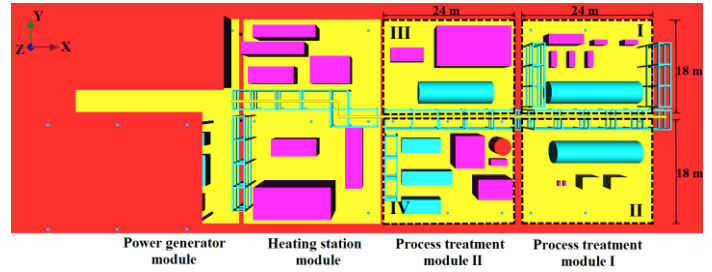 24 m
24 m
Y
Z
X
III
I
18 m
18 m
IV
II
Power generator
module
Heating station
module
Process treatment
module II
Process treatment
module I